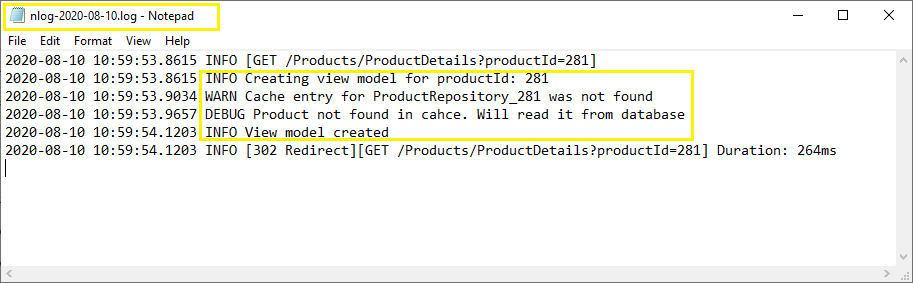 nlog-2020-08-10.log - Notepad
File Edit Format View Help
2020-08-10 10:59:53.8615 INFO [GET /Products/ProductDetails?productId=281]
2020-08-10 10:59:53.8615 INFO Creating view model for productId: 281
2020-08-10 10:59:53.9034 WARN Cache entry for ProductRepository_281 was not found
2020-08-10 10:59:53.9657 DEBUG Product not found in cahce. Will read it from database
2020-08-10 10:59:54.1203 INFO View model created
2020-08-10 10:59:54.1203 INFO [302 Redirect][GET /Products/ProductDetails?productId=281] Duration: 264ms